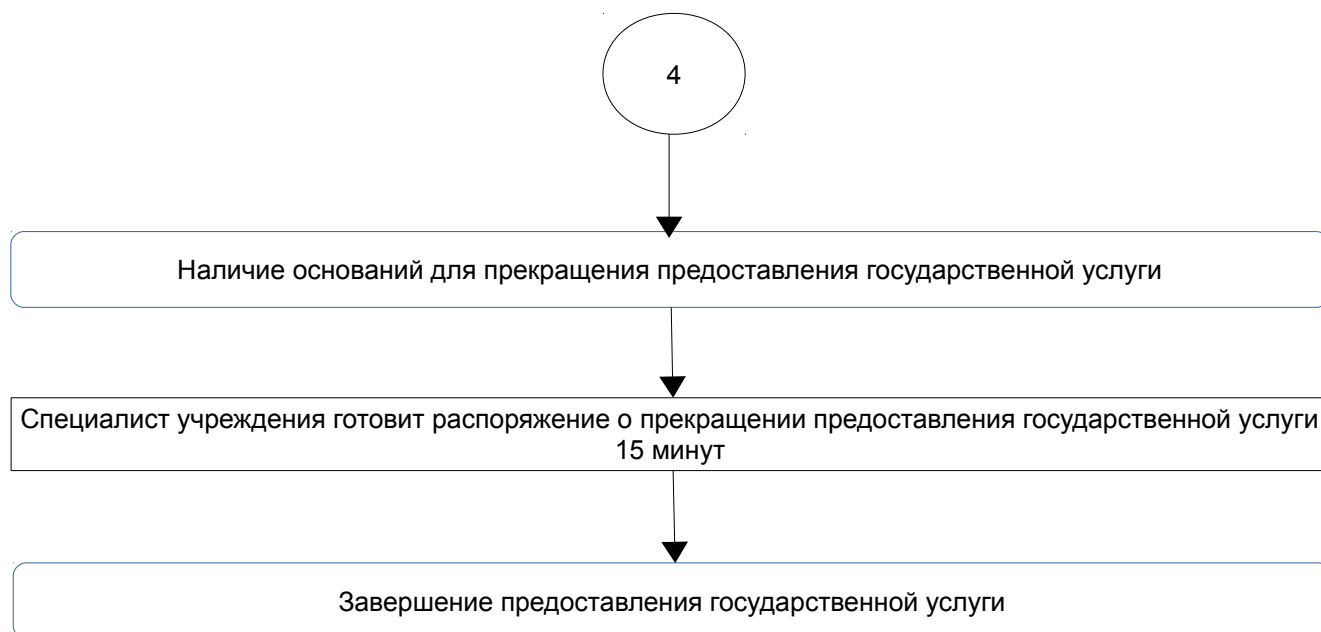 4
Наличие оснований для прекращения предоставления государственной услуги
Специалист учреждения готовит распоряжение о прекращении предоставления государственной услуги
15 минут
Завершение предоставления государственной услуги